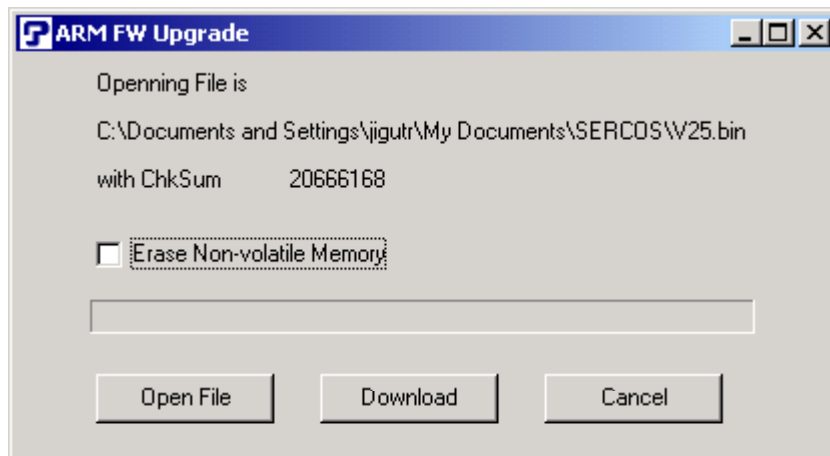 ARM FW Upgrade
Openning File is
C:\Documents and Settings\jigutr\My Documents\SERCOS\V25.bin
with ChkSum 20666168
Erase Non-volatile Memory
Open File Download Cancel